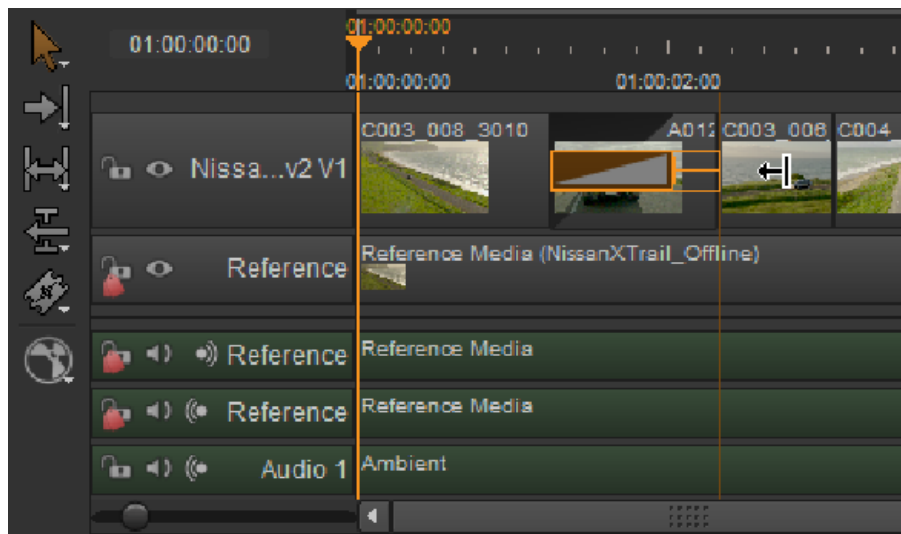 01:00:00:00
01:00:00:00
01:00:00:00 01:00:02:00
Nissa...v2 V1
C003_008_3010
A012
C003_006
C004
Reference
Reference Media (NissanXTrail_Offline)
Reference
Reference Media
Reference
Reference Media
Audio 1
Ambient